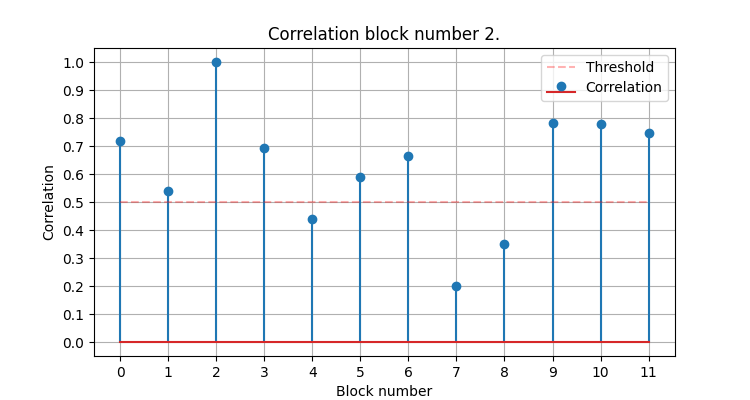 Correlation block number 2.
Threshold
Correlation
1.0
0.9
0.8
0.7
0.6
0.5
0.4
0.3
0.2
0.1
0.0
Correlation
0 1 2 3 4 5 6 7 8 9 10 11
Block number